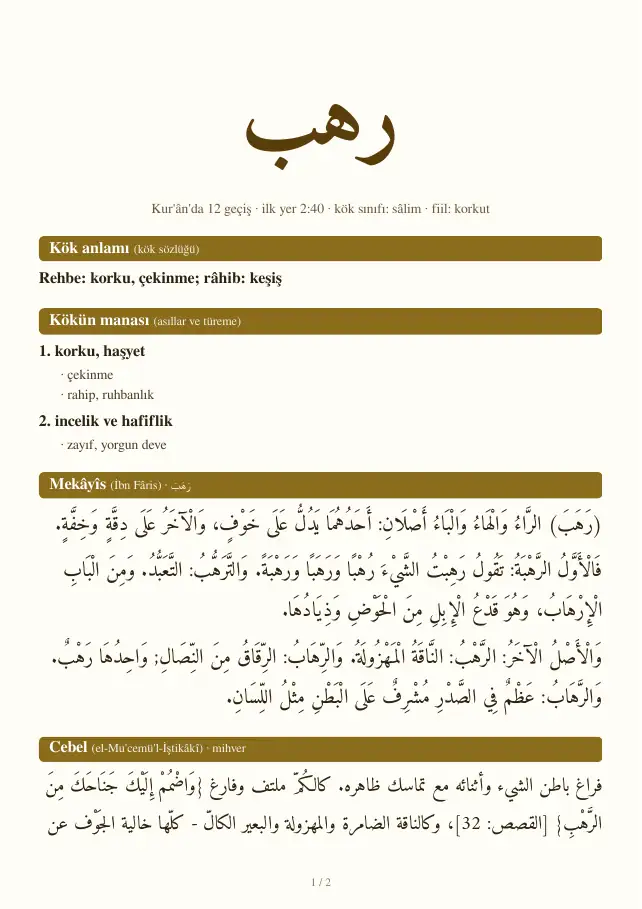 رهب
Kur'ân'da 12 geçiş · ilk yer 2:40 · kök sınıfı: sâlim · fiil: korkut
Kök anlamı (kök sözlüğü)
Rehbe: korku, çekinme; râhib: keşiş
Kökün manası (asıllar ve türeme)
1. korku, haşyet
· çekinme
· rahip, ruhbanlık
2. incelik ve hafiflik
· zayıf, yorgun deve
Mekâyîs (İbn Fâris) · رَهَبَ
(رَهَبَ) الرَّاءُ وَالْهَاءُ وَالْبَاءُ أَصْلَانِ: أَحَدُهُمَا يَدُلُّ عَلَى خَوْفٍ، وَالْآخَرُ عَلَى دِقَّةٍ وَخِفَّةٍ.
فَالْأَوَّلُ الرَّهْبَةُ: تَقُولُ رَهِبْتُ الشَّيْءَ رُهْبًا وَرَهَبًا وَرَهْبَةً. وَالتَّرَهُّبُ: التَّعَبُّدُ. وَمِنَ الْبَابِ
الْإِرْهَابُ، وَهُوَ قَدْعُ الْإِبِلِ مِنَ الْحَوْضِ وَذِيَادُهَا.
وَالْأَصْلُ الْآخَرُ: الرَّهْبُ: النَّاقَةُ الْمَهْزُولَةُ. وَالرِّهَابُ: الرِّقَاقُ مِنَ النِّصَالِ; وَاحِدُهَا رَهْبٌ.
وَالرَّهَابُ: عَظْمٌ فِي الصَّدْرِ مُشْرِفٌ عَلَى الْبَطْنِ مِثْلُ اللِّسَانِ.
Cebel (el-Mu'cemü'l-İştikâkî) · mihver
فراغ باطن الشيء وأثنائه مع تماسك ظاهره. كالكُمّ ملتف وفارغ {وَاضْمُمْ إِلَيْكَ جَنَاحَكَ مِنَ
الرَّهْبِ} [القصص: 32]، وكالناقة الضامرة والمهزولة والبعير الكالّ - كلّها خالية الجَوْف عن
1 / 2